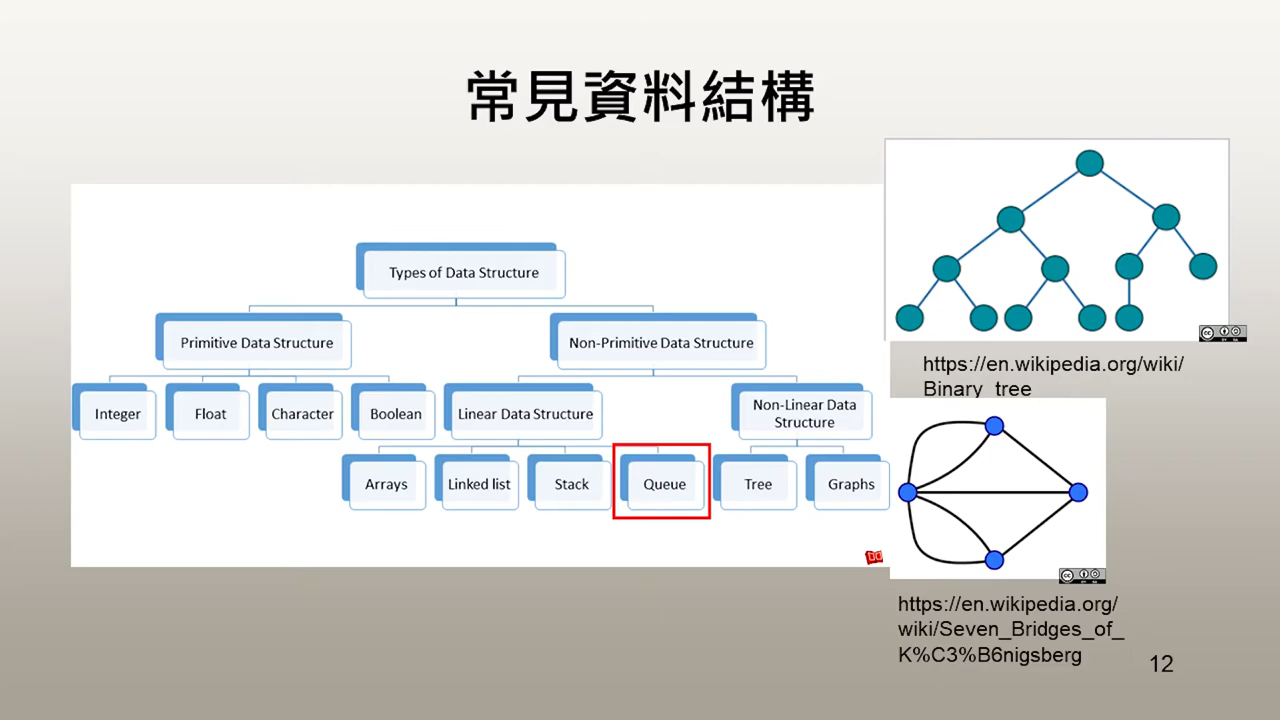 常見資料結構
Types of Data Structure
Primitive Data Structure
Non-Primitive Data Structure
Integer
Float
Character
Boolean
Linear Data Structure
Non-Linear Data
Structure
Arrays
Linked list
Stack
Queue
Tree
Graphs
https://en.wikipedia.org/wiki/
Binary_tree
https://en.wikipedia.org/
wiki/Seven_Bridges_of_
K%C3%B6nigsberg
12